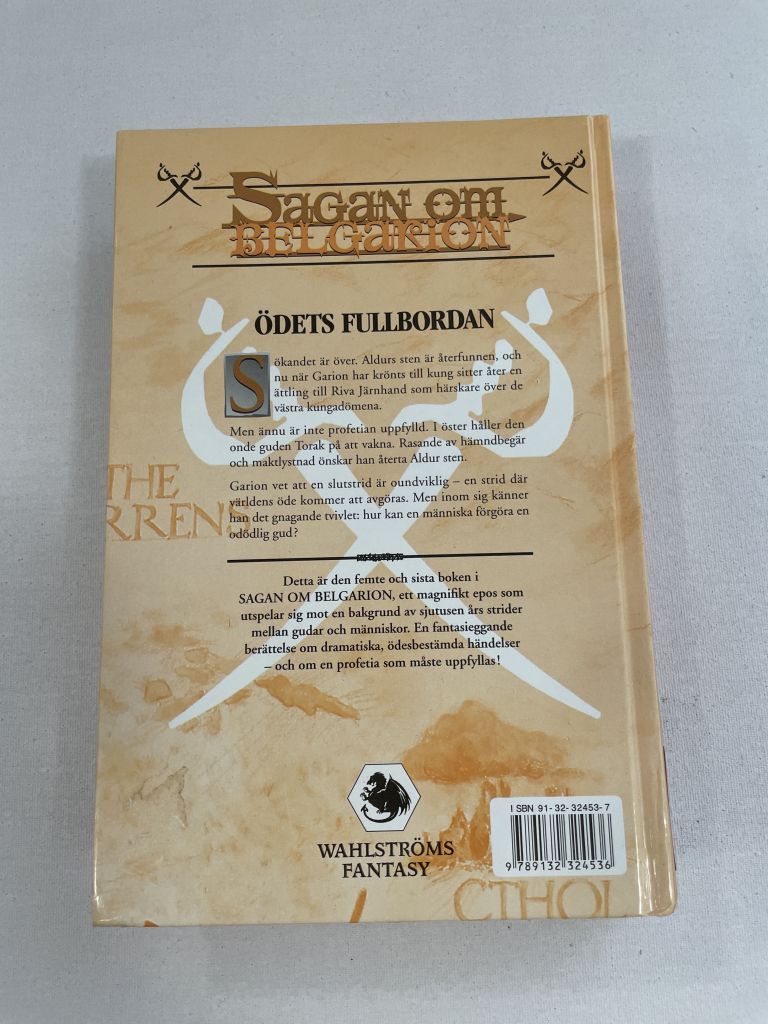 SAGAN OM
BELGARION
ÖDETS FULLBORDAN
Sökandet är över. Aldurs sten är återfunnen, och
nu när Garion har krönts till kung sitter åter en
ättling till Riva Järnhand som härskare över de
västra kungadömena.
Men ännu är inte profetian uppfylld. I öster håller den
onde guden Torak på att vakna. Rasande av hämndbegär
och maktlystnad önskar han återta Aldur sten.
THE
RRENS
Garion vet att en slutstrid är oundviklig – en strid där
världens öde kommer att avgöras. Men inom sig känner
han det gnagande tvivlet: hur kan en människa förgöra en
odödlig gud?
Detta är den femte och sista boken i
SAGAN OM BELGARION, ett magnifikt epos som
utspelar sig mot en bakgrund av sjutusen års strider
mellan gudar och människor. En fantasieggande
berättelse om dramatiska, ödesbestämda händelser
– och om en profetia som måste uppfyllas!
WAHLSTRÖMS
FANTASY
ISBN 91-32-32453-7
9 789132 324536
CTHOL